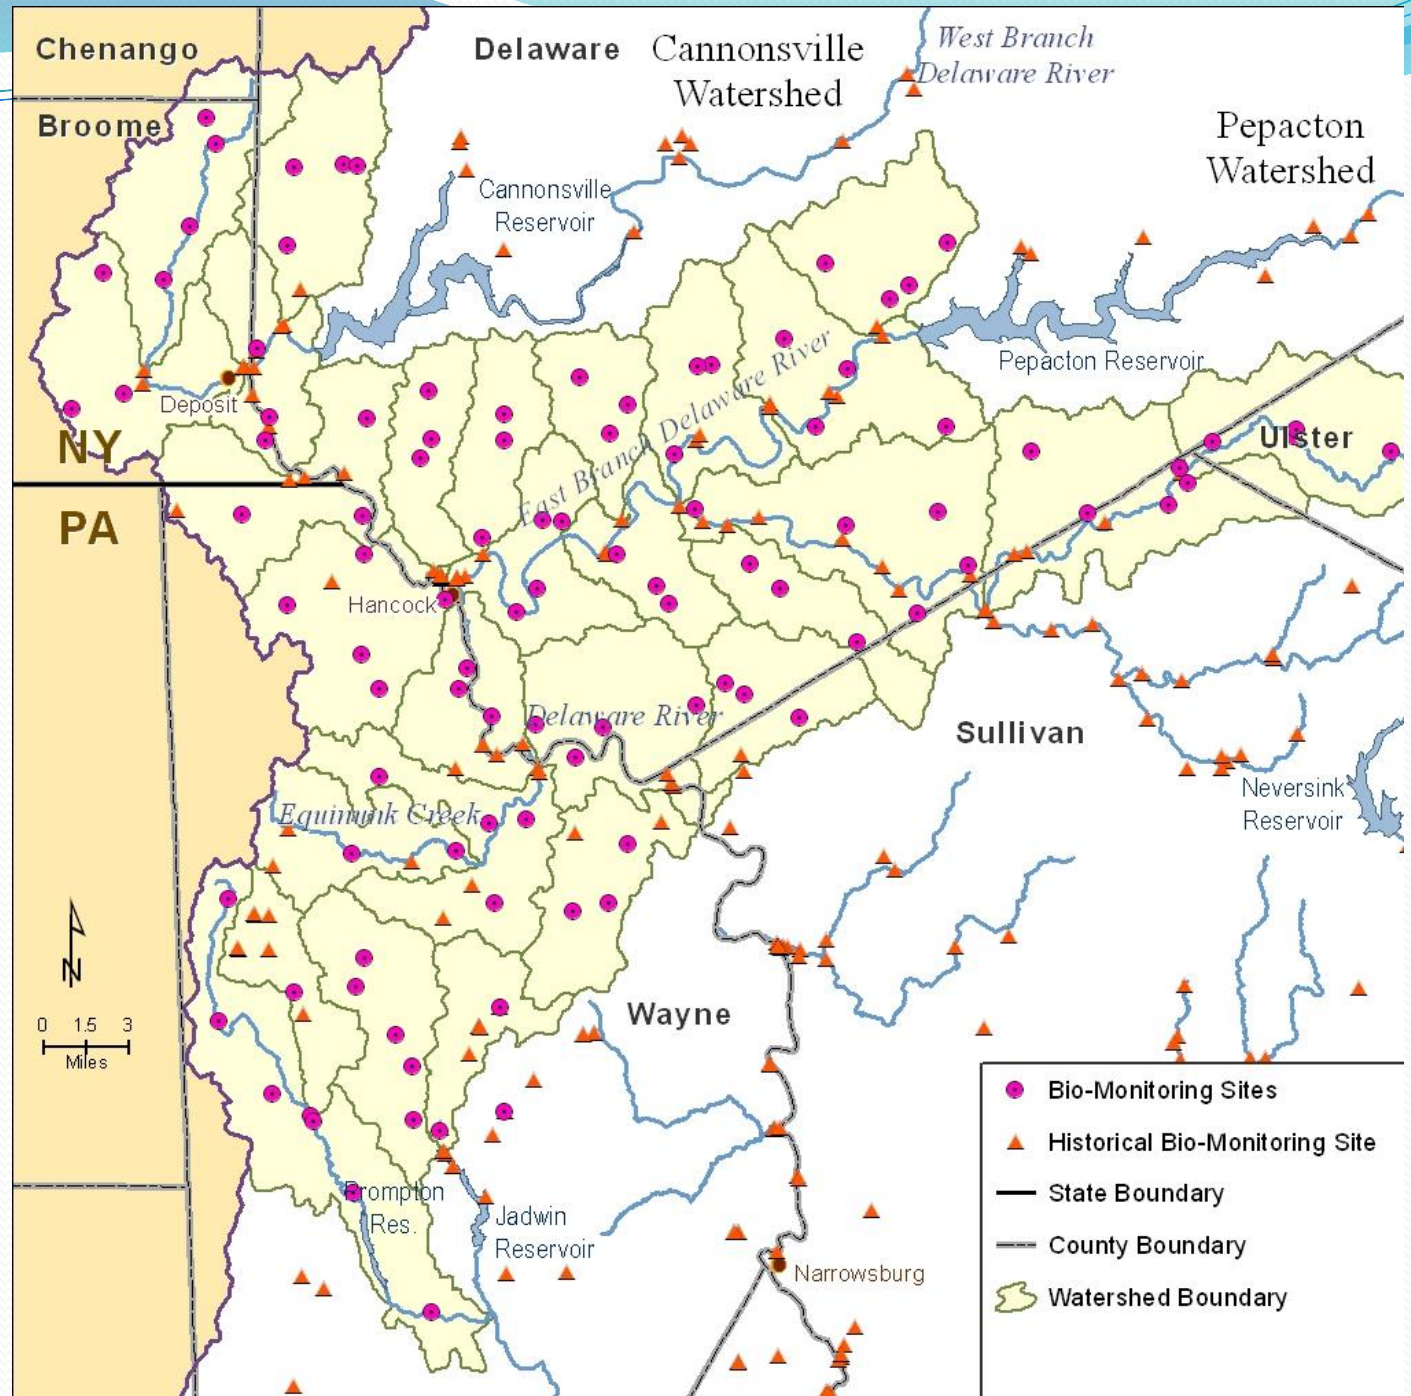 Chenango
Delaware
Cannonsville
Watershed
West Branch
Delaware River
Broome
Pepacton
Watershed
Cannonsville
Reservoir
Pepacton Reservoir
Deposit
East Branch Delaware River
NY
Ulster
PA
Hancock
Delaware River
Sullivan
Neversink
Reservoir
Equinunk Creek
N
0 1.5 3
Miles
Wayne
Prompton
Res.
Jadwin
Reservoir
Narrowsburg
Bio-Monitoring Sites
Historical Bio-Monitoring Site
State Boundary
County Boundary
Watershed Boundary